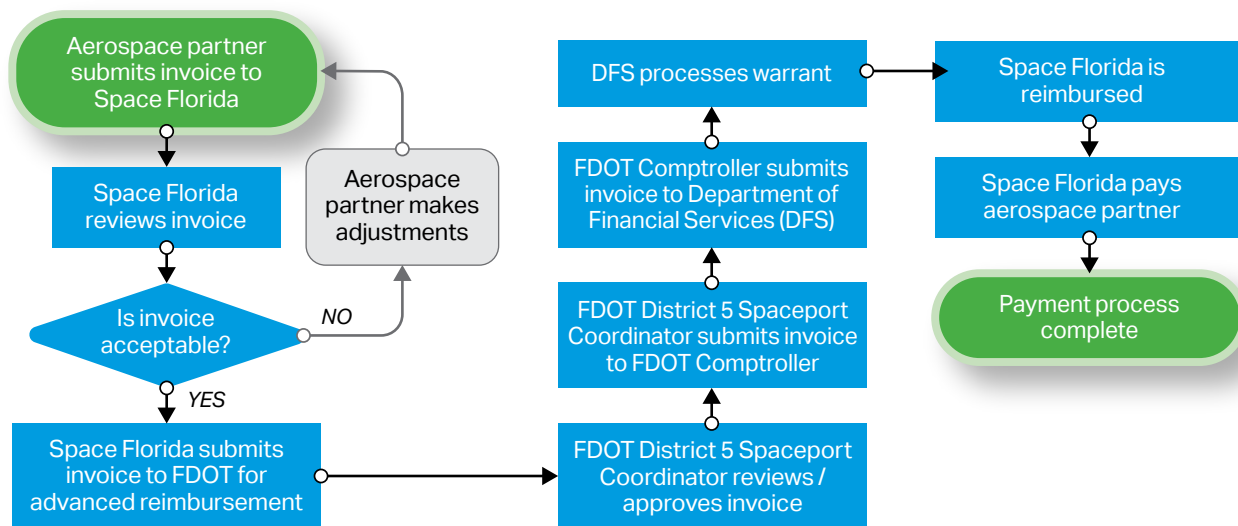 Aerospace partner
submits invoice to
Space Florida
Space Florida
reviews invoice
Is invoice
acceptable?
NO
Aerospace
partner makes
adjustments
YES
Space Florida submits
invoice to FDOT for
advanced reimbursement
FDOT District 5 Spaceport
Coordinator reviews /
approves invoice
FDOT District 5 Spaceport
Coordinator submits invoice
to FDOT Comptroller
FDOT Comptroller submits
invoice to Department of
Financial Services (DFS)
DFS processes warrant
Space Florida is
reimbursed
Space Florida pays
aerospace partner
Payment process
complete